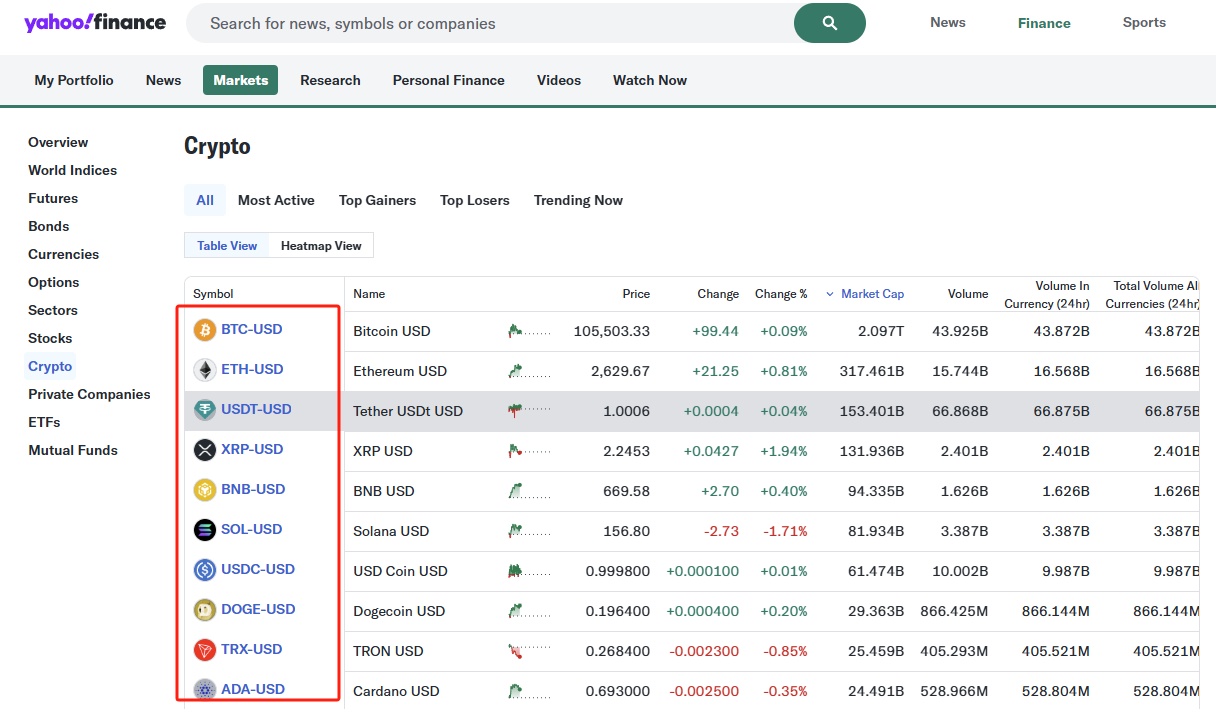 yahoo!finance
Search for news, symbols or companies
News Finance Sports
My Portfolio News Markets Research Personal Finance Videos Watch Now
Overview
World Indices
Futures
Bonds
Currencies
Options
Sectors
Stocks
Crypto
Private Companies
ETFs
Mutual Funds
Crypto
All Most Active Top Gainers Top Losers Trending Now
Table View Heatmap View
Symbol Name Price Change Change % Market Cap Volume Volume In Currency (24hr) Total Volume All Currencies (24hr)
BTC-USD Bitcoin USD 105,503.33 +99.44 +0.09% 2.097T 43.925B 43.872B 43.872B
ETH-USD Ethereum USD 2,629.67 +21.25 +0.81% 317.461B 15.744B 16.568B 16.568B
USDT-USD Tether USDt USD 1.0006 +0.0004 +0.04% 153.401B 66.868B 66.875B 66.875B
XRP-USD XRP USD 2.2453 +0.0427 +1.94% 131.936B 2.401B 2.401B 2.401B
BNB-USD BNB USD 669.58 +2.70 +0.40% 94.335B 1.626B 1.626B 1.626B
SOL-USD Solana USD 156.80 -2.73 -1.71% 81.934B 3.387B 3.387B 3.387B
USDC-USD USD Coin USD 0.999800 +0.000100 +0.01% 61.474B 10.002B 9.987B 9.987B
DOGE-USD Dogecoin USD 0.196400 +0.000400 +0.20% 29.363B 866.425M 866.144M 866.144M
TRX-USD TRON USD 0.268400 -0.002300 -0.85% 25.459B 405.293M 405.521M 405.521M
ADA-USD Cardano USD 0.693000 -0.002500 -0.35% 24.491B 528.966M 528.804M 528.804M